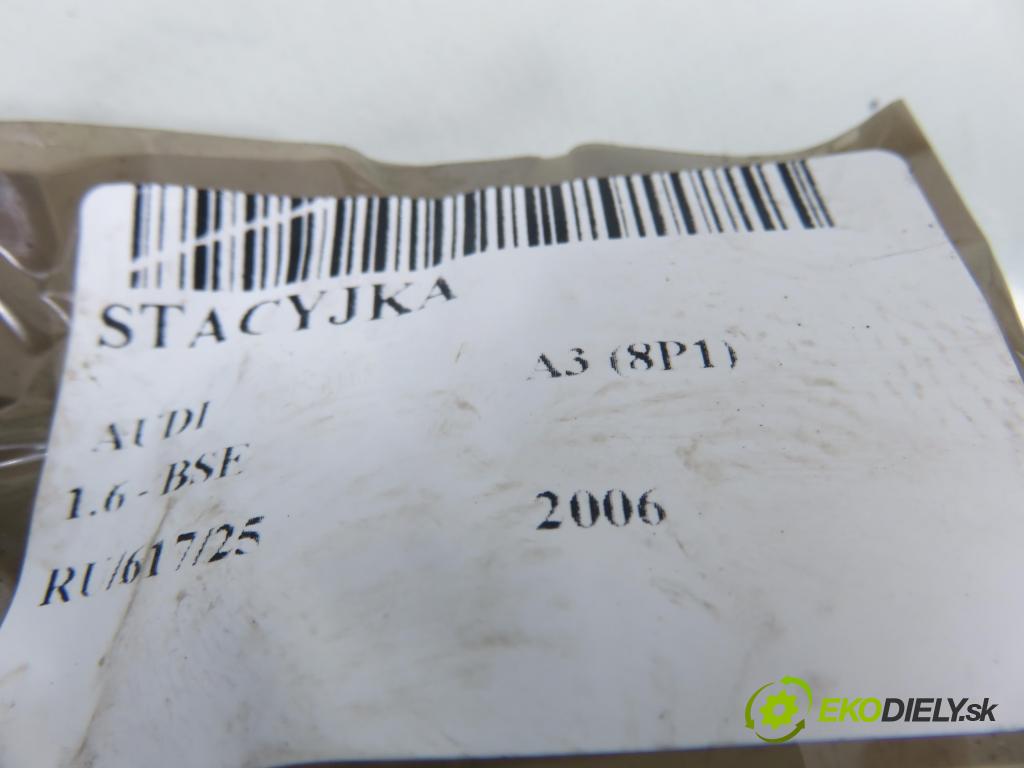 STACYJKA
AUDI A3 (8P1)
1.6 - BSE
RU/617/25 2006
EKODIELY.sk